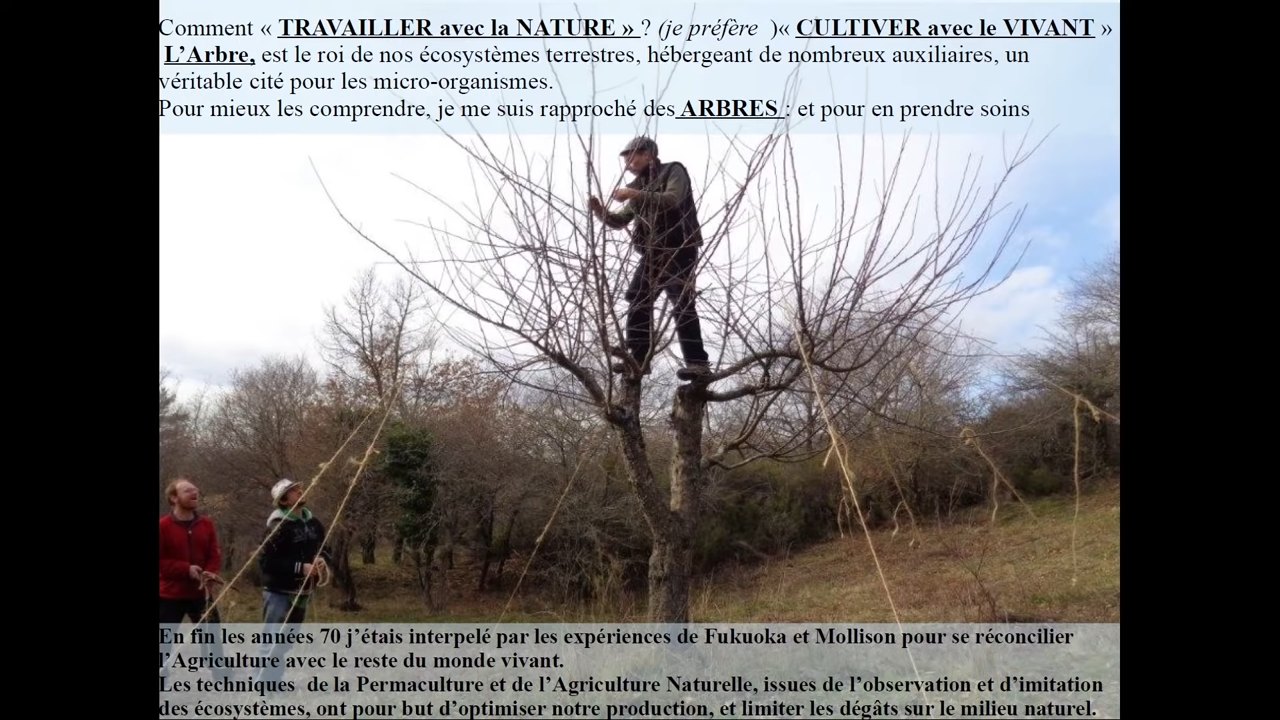 Comment « TRAVAILLER avec la NATURE » ? (je préfère )« CULTIVER avec le VIVANT »
L’Arbre, est le roi de nos écosystèmes terrestres, hébergeant de nombreux auxiliaires, un
véritable cité pour les micro-organismes.
Pour mieux les comprendre, je me suis rapproché des ARBRES : et pour en prendre soins
En fin les années 70 j’étais interpelé par les expériences de Fukuoka et Mollison pour se réconcilier
l’Agriculture avec le reste du monde vivant.
Les techniques de la Permaculture et de l’Agriculture Naturelle, issues de l’observation et d’imitation
des écosystèmes, ont pour but d’optimiser notre production, et limiter les dégâts sur le milieu naturel.